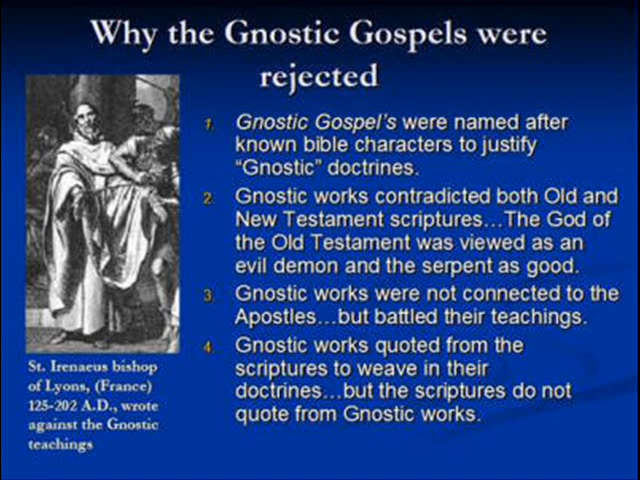 Why the Gnostic Gospels were
rejected
1. Gnostic Gospel's were named after
known bible characters to justify
“Gnostic” doctrines.
2. Gnostic works contradicted both Old and
New Testament scriptures…The God of
the Old Testament was viewed as an
evil demon and the serpent as good.
3. Gnostic works were not connected to the
Apostles…but battled their teachings.
4. Gnostic works quoted from the
scriptures to weave in their
doctrines…but the scriptures do not
quote from Gnostic works.
St. Irenaeus bishop
of Lyons, (France)
125-202 A.D., wrote
against the Gnostic
teachings